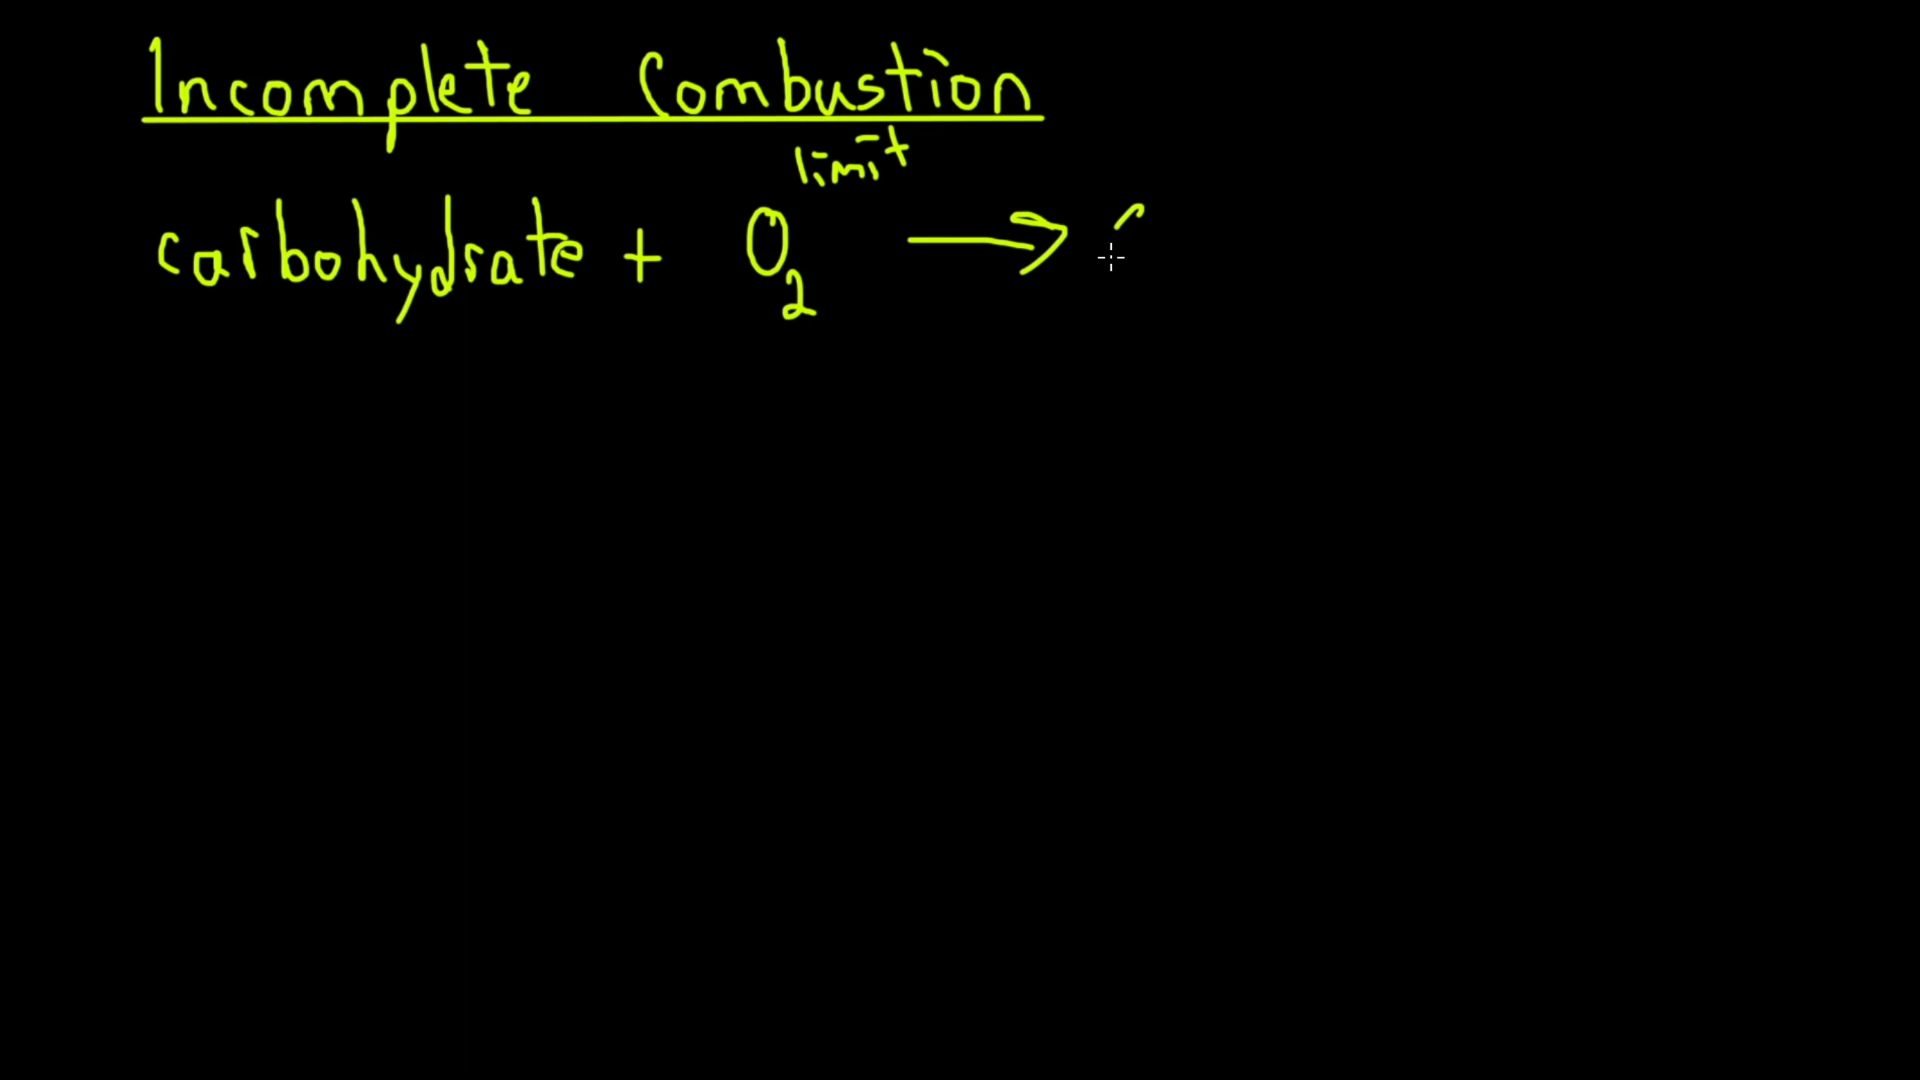 Incomplete Combustion
limit
carbohydrate + O₂ →